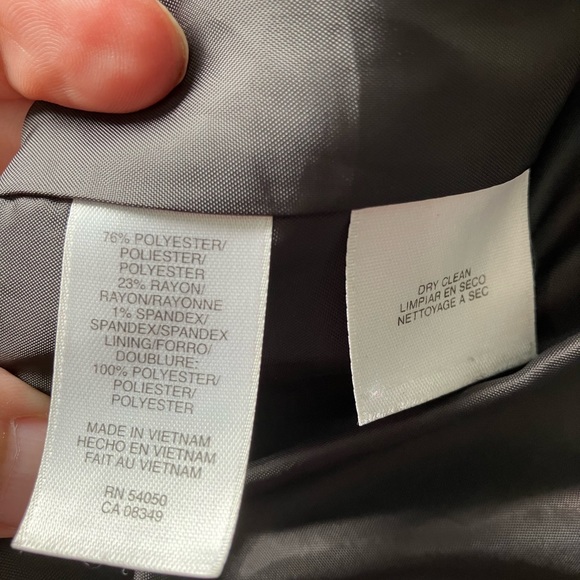 76% POLYESTER/
POLIESTER/
POLYESTER
23% RAYON/
RAYON/RAYONNE
1% SPANDEX/
SPANDEX/SPANDEX
LINING/FORRO/
DOUBLURE:
100% POLYESTER/
POLIESTER/
POLYESTER
MADE IN VIETNAM
HECHO EN VIETNAM
FAIT AU VIETNAM
RN 54050
CA 08349
DRY CLEAN
LIMPIAR EN SECO
NETTOYAGE A SEC